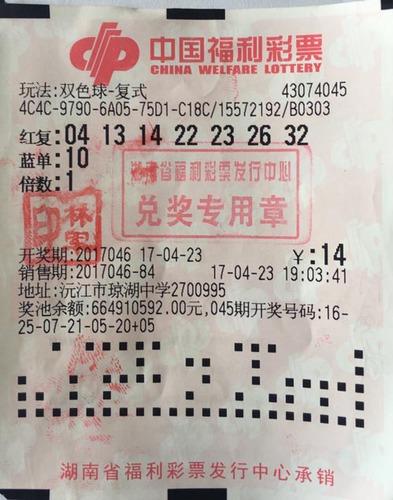 中国福利彩票
CHINA WELFARE LOTTERY
玩法:双色球-复式 43074045
4C4C-9790-6A05-75D1-C18C/15572192/B0303
红复:04 13 14 22 23 26 32
蓝单:10
倍数:1
湖南省福利彩票发行中心
兑奖专用章
开奖期:2017046 17-04-23 ￥:14
销售期:2017046-84 17-04-23 19:03:41
地址:沅江市琼湖中学2700995
奖池余额:664910592.00元,045期开奖号码:16-
25-07-21-05-20+05
湖南省福利彩票发行中心承销